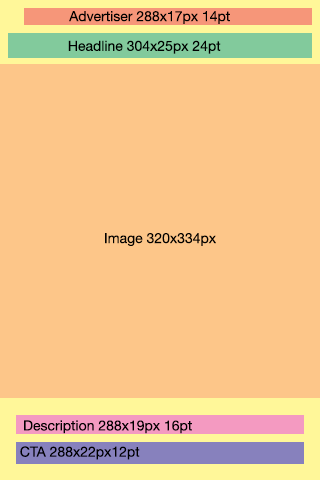 Advertiser 288x17px 14pt
Headline 304x25px 24pt
Image 320x334px
Description 288x19px 16pt
CTA 288x22px12pt